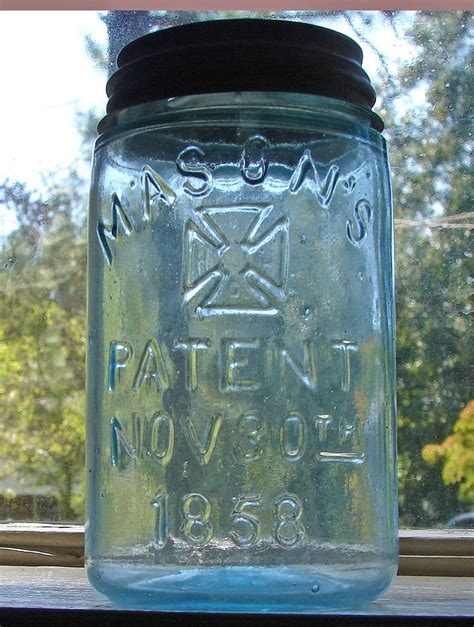 MASON'S
PATENT
NOV 30TH
1858